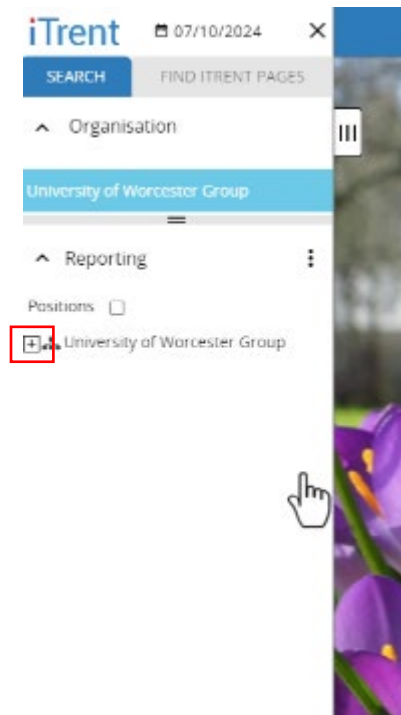 iTrent 07/10/2024
SEARCH FIND ITRENT PAGES
Organisation
University of Worcester Group
Reporting
Positions
University of Worcester Group